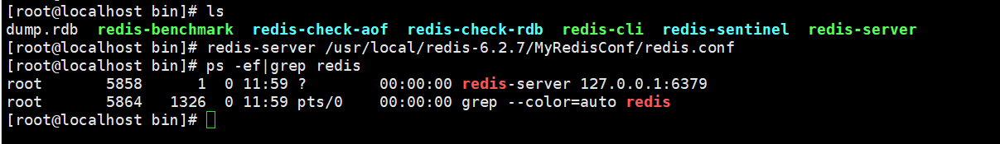 [root@localhost bin]# ls
dump.rdb  redis-benchmark  redis-check-aof  redis-check-rdb  redis-cli  redis-sentinel  redis-server
[root@localhost bin]# redis-server /usr/local/redis-6.2.7/MyRedisConf/redis.conf
[root@localhost bin]# ps -ef|grep redis
root       5858      1  0 11:59 ?        00:00:00 redis-server 127.0.0.1:6379
root       5864   1326  0 11:59 pts/0    00:00:00 grep --color=auto redis
[root@localhost bin]#